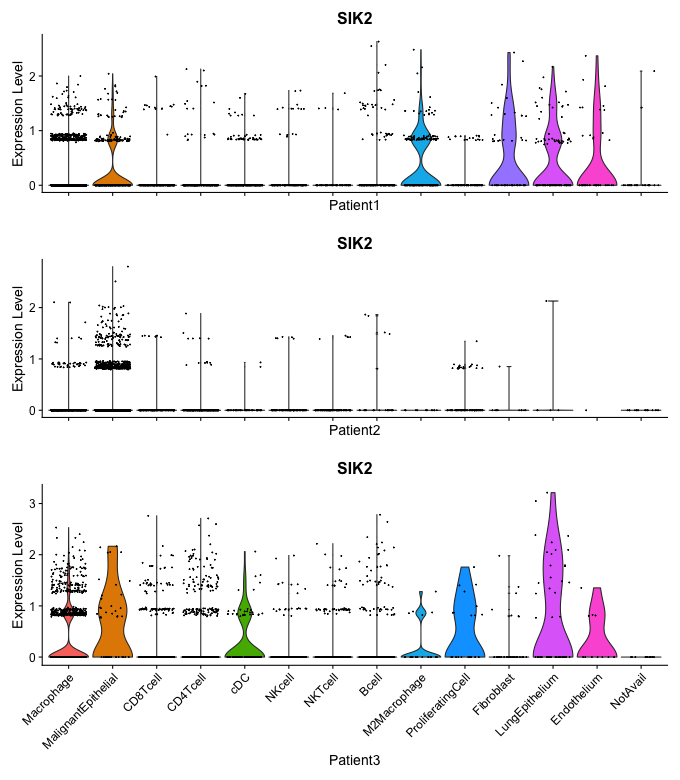 SIK2
Expression Level
2
1
0
Patient1
SIK2
Expression Level
2
1
0
Patient2
SIK2
Expression Level
3
2
1
0
Macrophage
MalignantEpithelial
CD8Tcell
CD4Tcell
cDC
NKcell
NKTcell
Bcell
M2Macrophage
ProliferatingCell
Fibroblast
LungEpithelium
Endothelium
NotAvail
Patient3